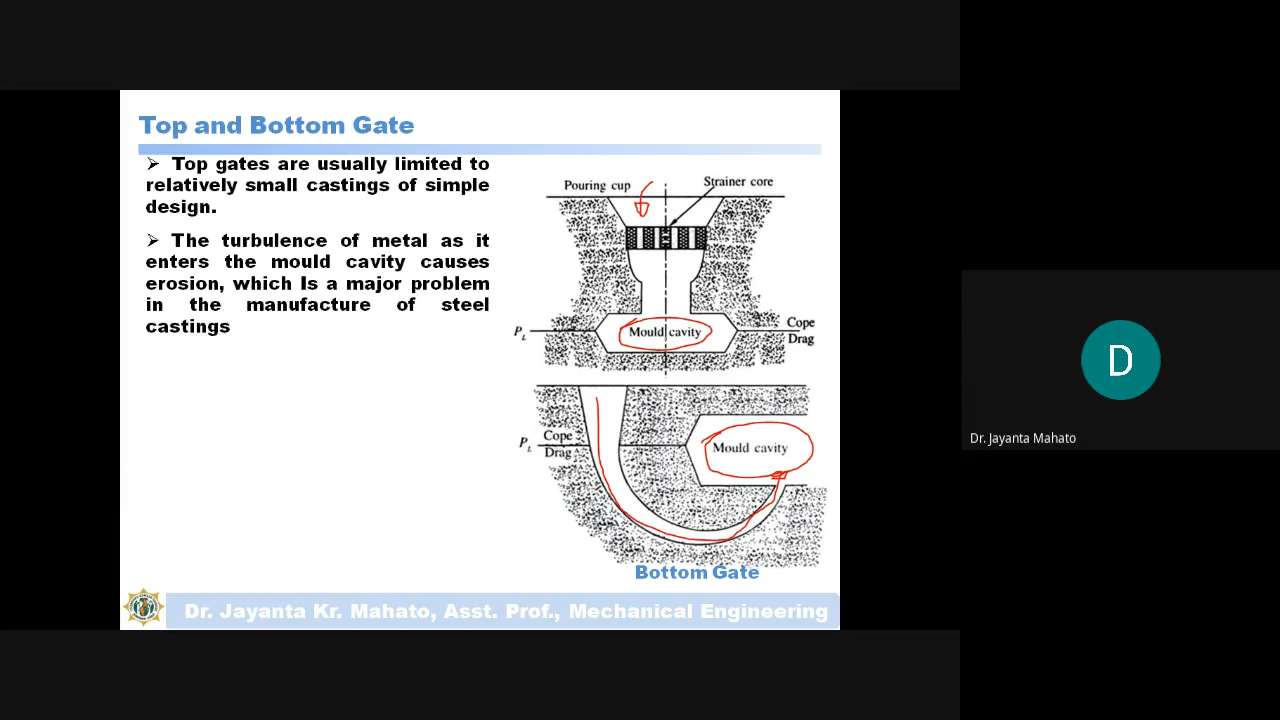 Top and Bottom Gate
➢ Top gates are usually limited to
relatively small castings of simple
design.
➢ The turbulence of metal as it
enters the mould cavity causes
erosion, which Is a major problem
in the manufacture of steel
castings
Pouring cup
Strainer core
Mould cavity
PL
Cope
Drag
PL
Cope
Drag
Mould cavity
Bottom Gate
Dr. Jayanta Kr. Mahato, Asst. Prof., Mechanical Engineering
D
Dr. Jayanta Mahato